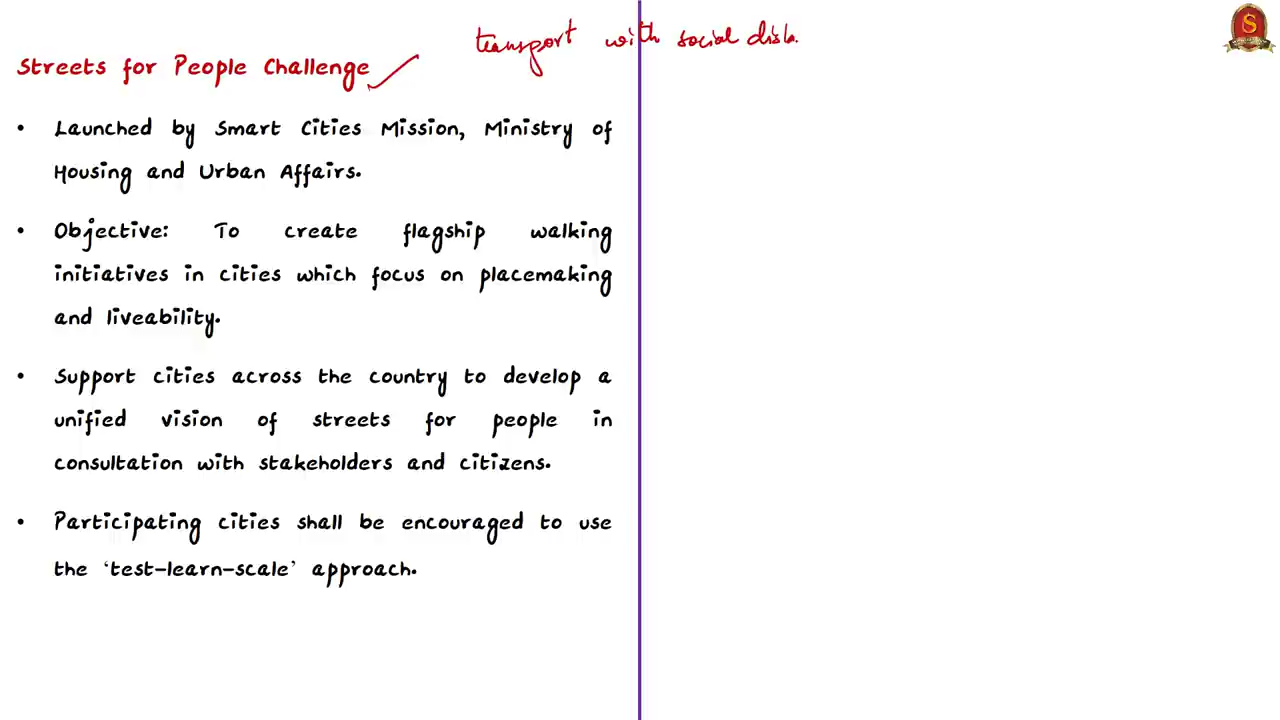 transport with social dista.
Streets for People Challenge
• Launched by Smart Cities Mission, Ministry of
Housing and Urban Affairs.
• Objective: To create flagship walking
initiatives in cities which focus on placemaking
and liveability.
• Support cities across the country to develop a
unified vision of streets for people in
consultation with stakeholders and citizens.
• Participating cities shall be encouraged to use
the ‘test-learn-scale’ approach.
S